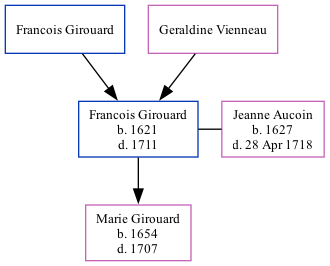 Francois Girouard
Geraldine Vienneau
Francois Girouard
b. 1621
d. 1711
Jeanne Aucoin
b. 1627
d. 28 Apr 1718
Marie Girouard
b. 1654
d. 1707